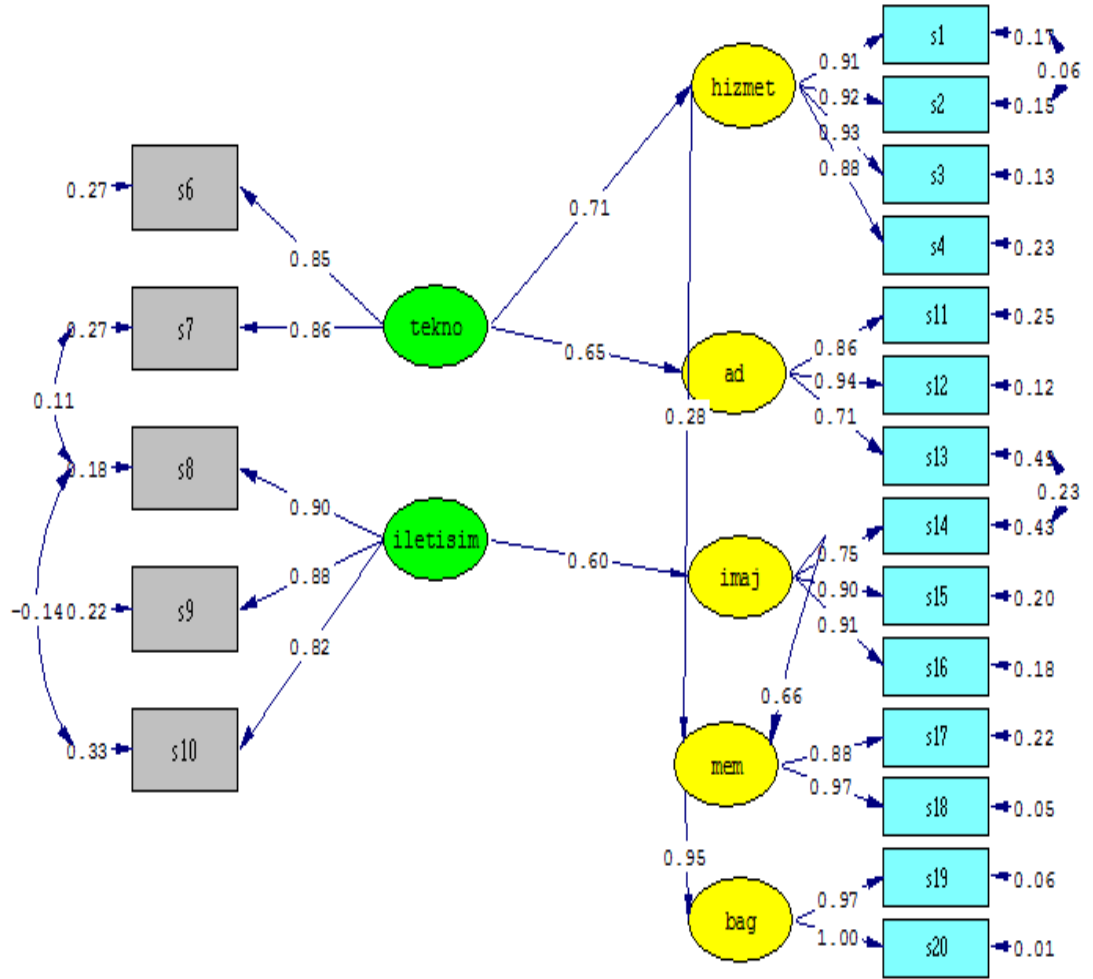 s1
0.17
0.91
0.06
hizmet
0.92
s2
0.15
0.93
s3
0.13
0.88
s6
0.27
0.71
s4
0.23
0.85
s11
0.25
s7
0.27
0.86
tekno
0.65
0.86
ad
0.94
s12
0.12
0.11
0.28
0.71
s13
0.49
s8
0.18
0.23
0.90
s14
0.43
iletisim
0.60
0.75
imaj
0.90
s15
0.20
0.88
-0.14
0.22
s9
0.91
0.82
s16
0.18
0.66
s10
0.33
s17
0.22
0.88
mem
0.97
s18
0.05
0.95
s19
0.06
0.97
bag
1.00
s20
0.01